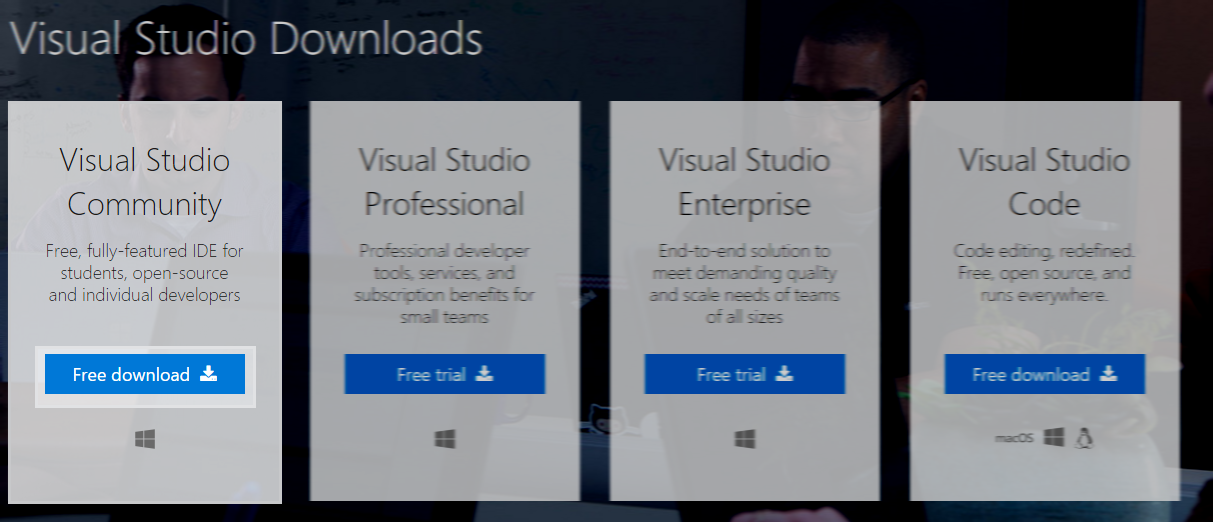 Visual Studio Downloads
Visual Studio
Community
Free, fully-featured IDE for
students, open-source
and individual developers
Free download
Visual Studio
Professional
Professional developer
tools, services, and
subscription benefits for
small teams
Free trial
Visual Studio
Enterprise
End-to-end solution to
meet demanding quality
and scale needs of teams
of all sizes
Free trial
Visual Studio
Code
Code editing, redefined.
Free, open source, and
runs everywhere.
Free download
macOS